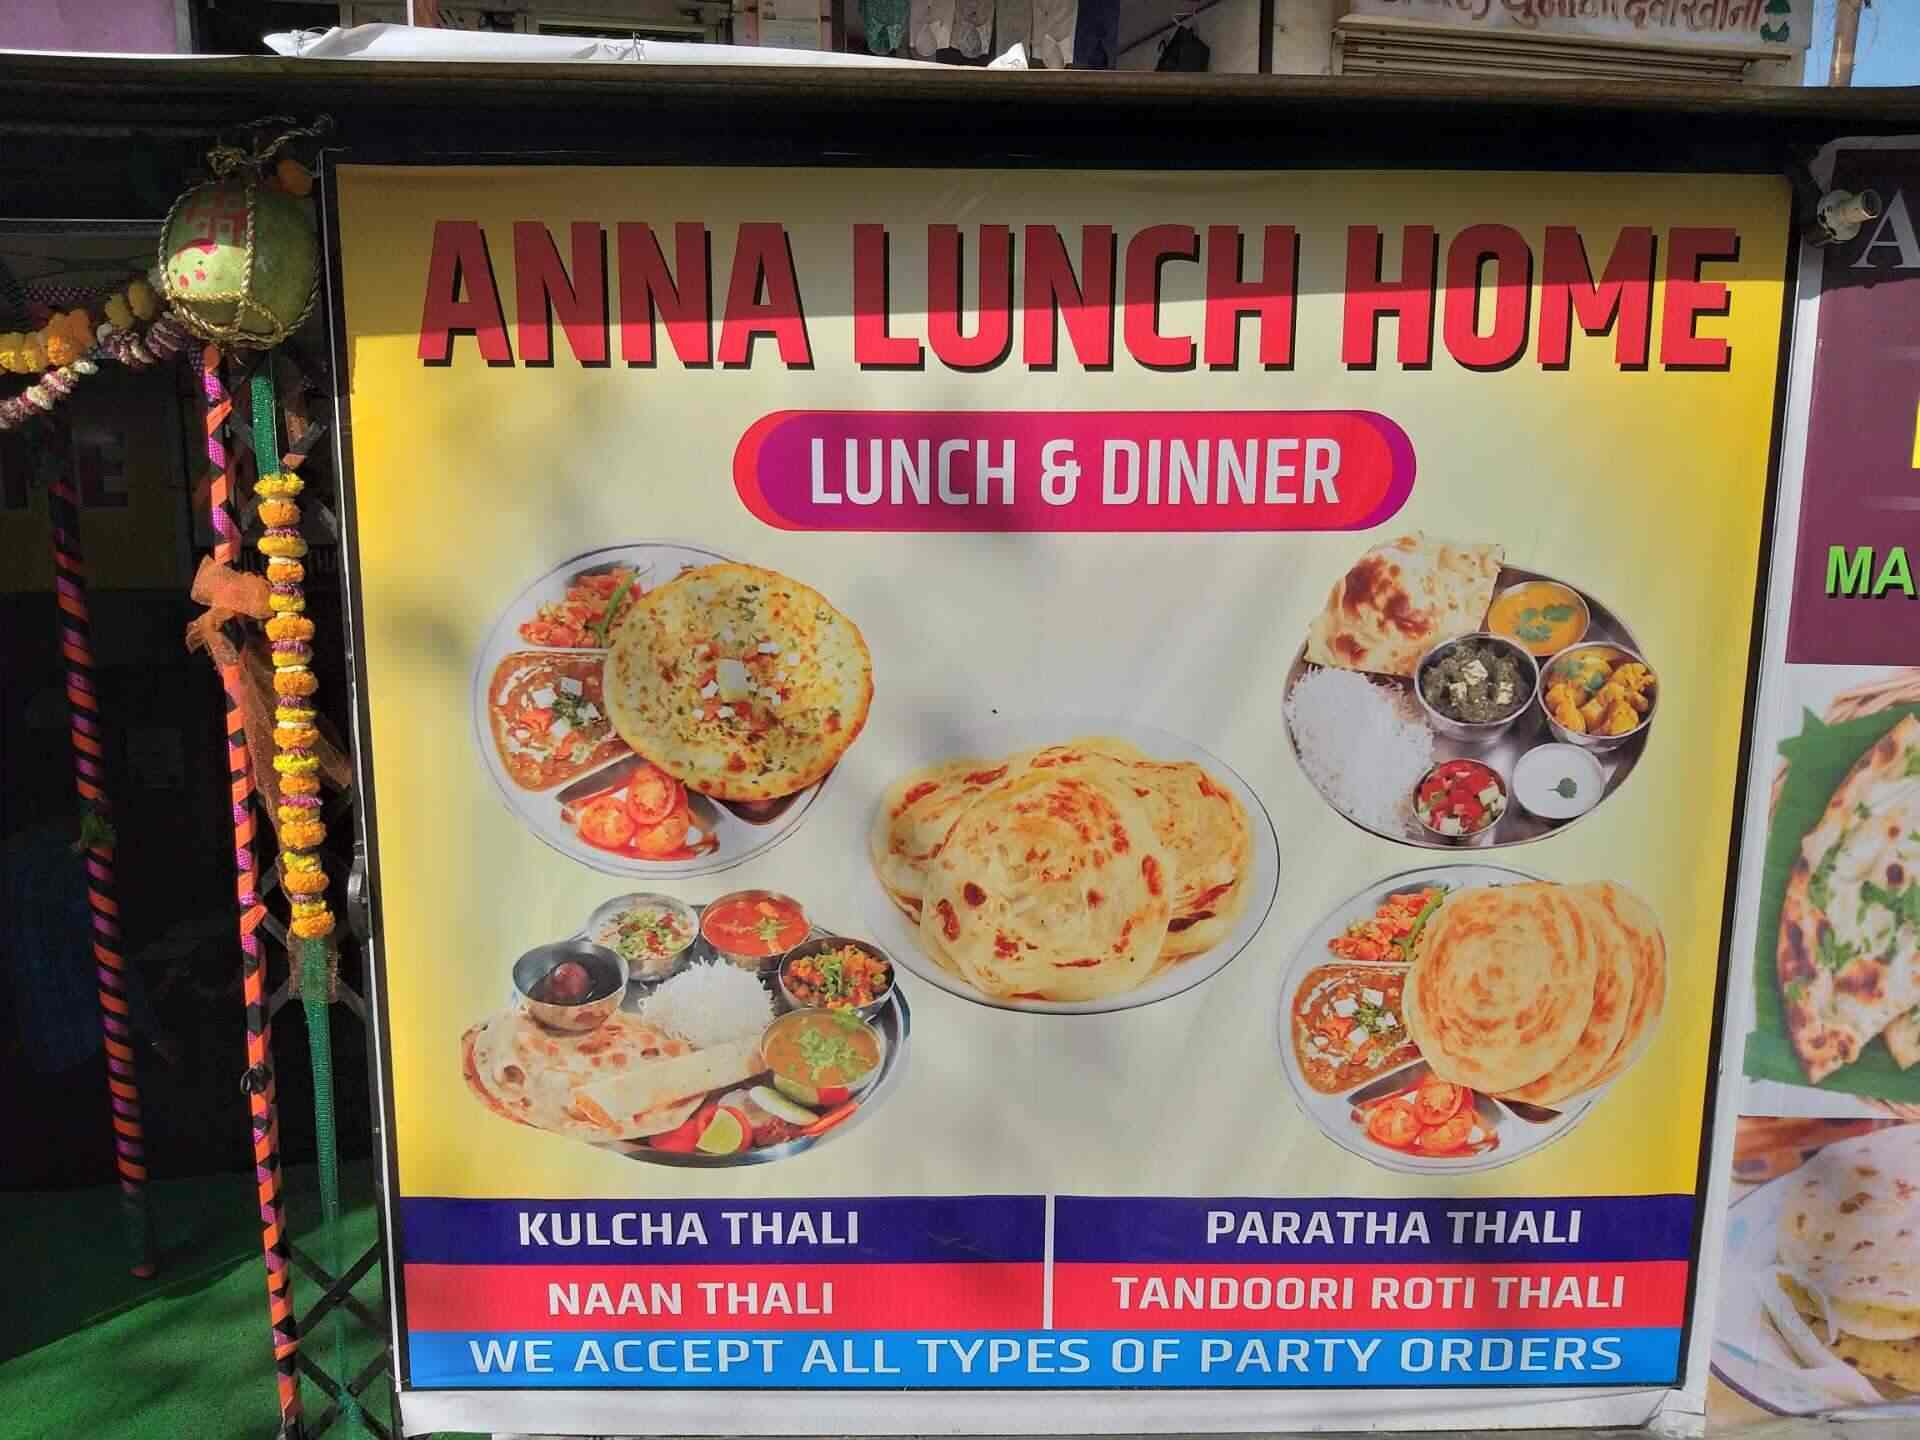 ANNA LUNCH HOME
LUNCH & DINNER
KULCHA THALI
PARATHA THALI
NAAN THALI
TANDOORI ROTI THALI
WE ACCEPT ALL TYPES OF PARTY ORDERS
A
MA